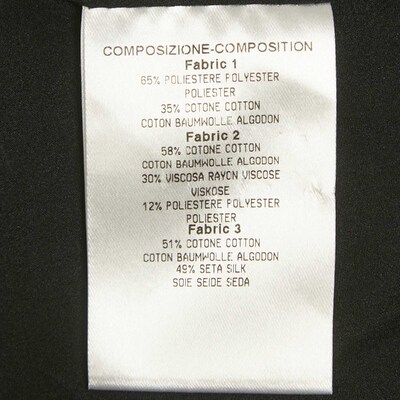 COMPOSIZIONE-COMPOSITION
Fabric 1
65% POLIESTERE POLYESTER
POLIESTER
35% COTONE COTTON
COTON BAUMWOLLE ALGODON
Fabric 2
58% COTONE COTTON
COTON BAUMWOLLE ALGODON
30% VISCOSA RAYON VISCOSE
VISKOSE
12% POLIESTERE POLYESTER
POLIESTER
Fabric 3
51% COTONE COTTON
COTON BAUMWOLLE ALGODON
49% SETA SILK
SOIE SEIDE SEDA